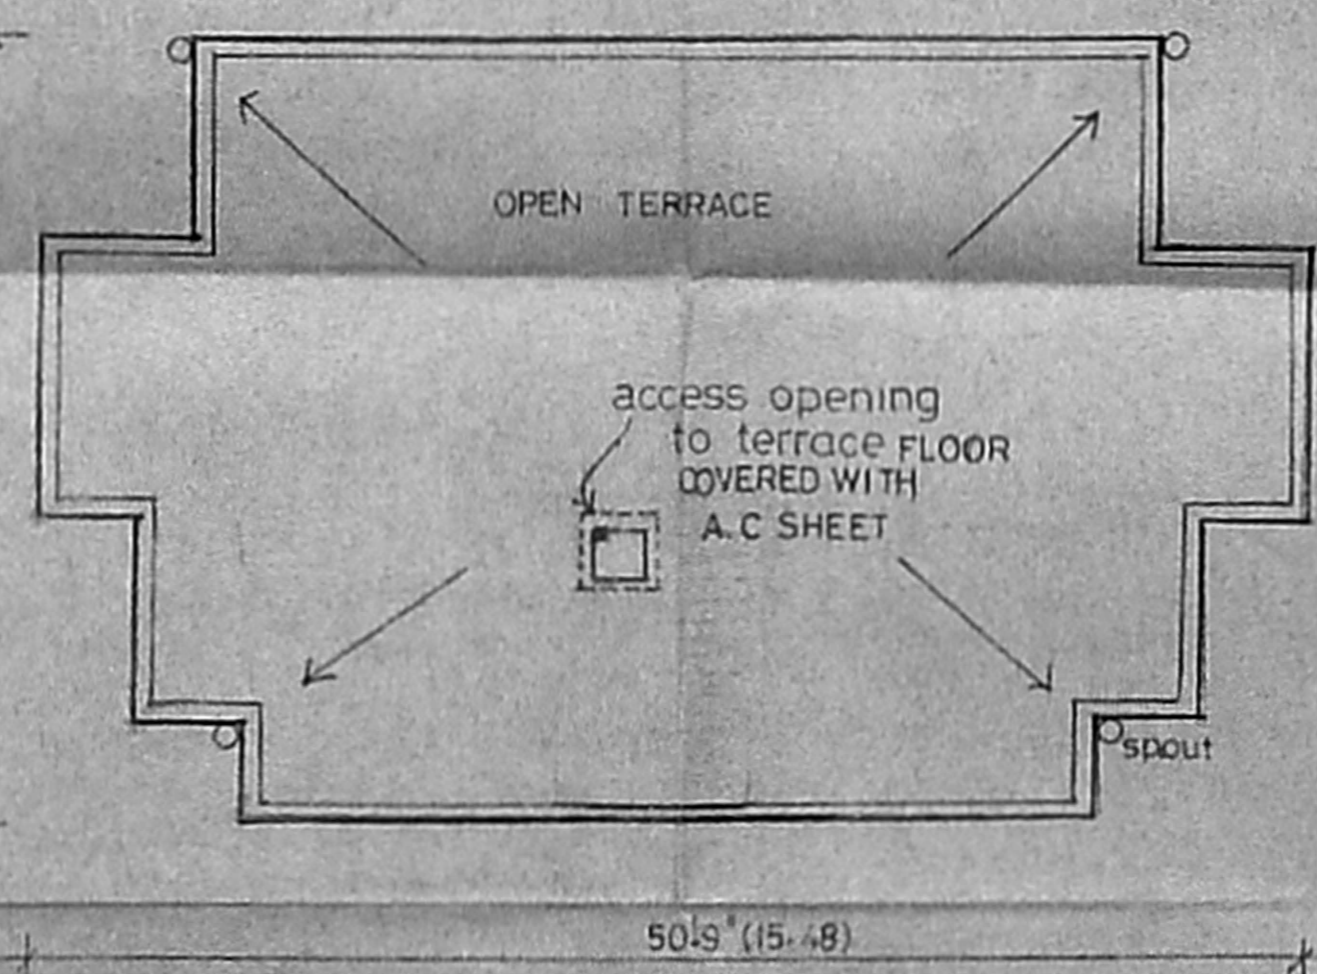 OPEN TERRACE
access opening
to terrace FLOOR
COVERED WITH
A.C SHEET
spout
50'-9" (15.48)